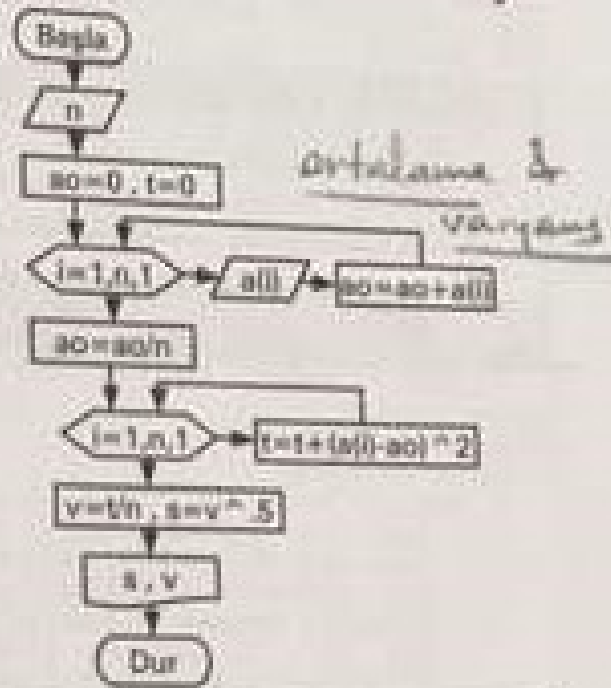 Başla
n
ao=0 , t=0
ortalama &
varyans
i=1,n,1
a(i)
ao=ao+a(i)
ao=ao/n
i=1,n,1
t=t+(a(i)-ao)^2
v=t/n , s=v^.5
s , v
Dur